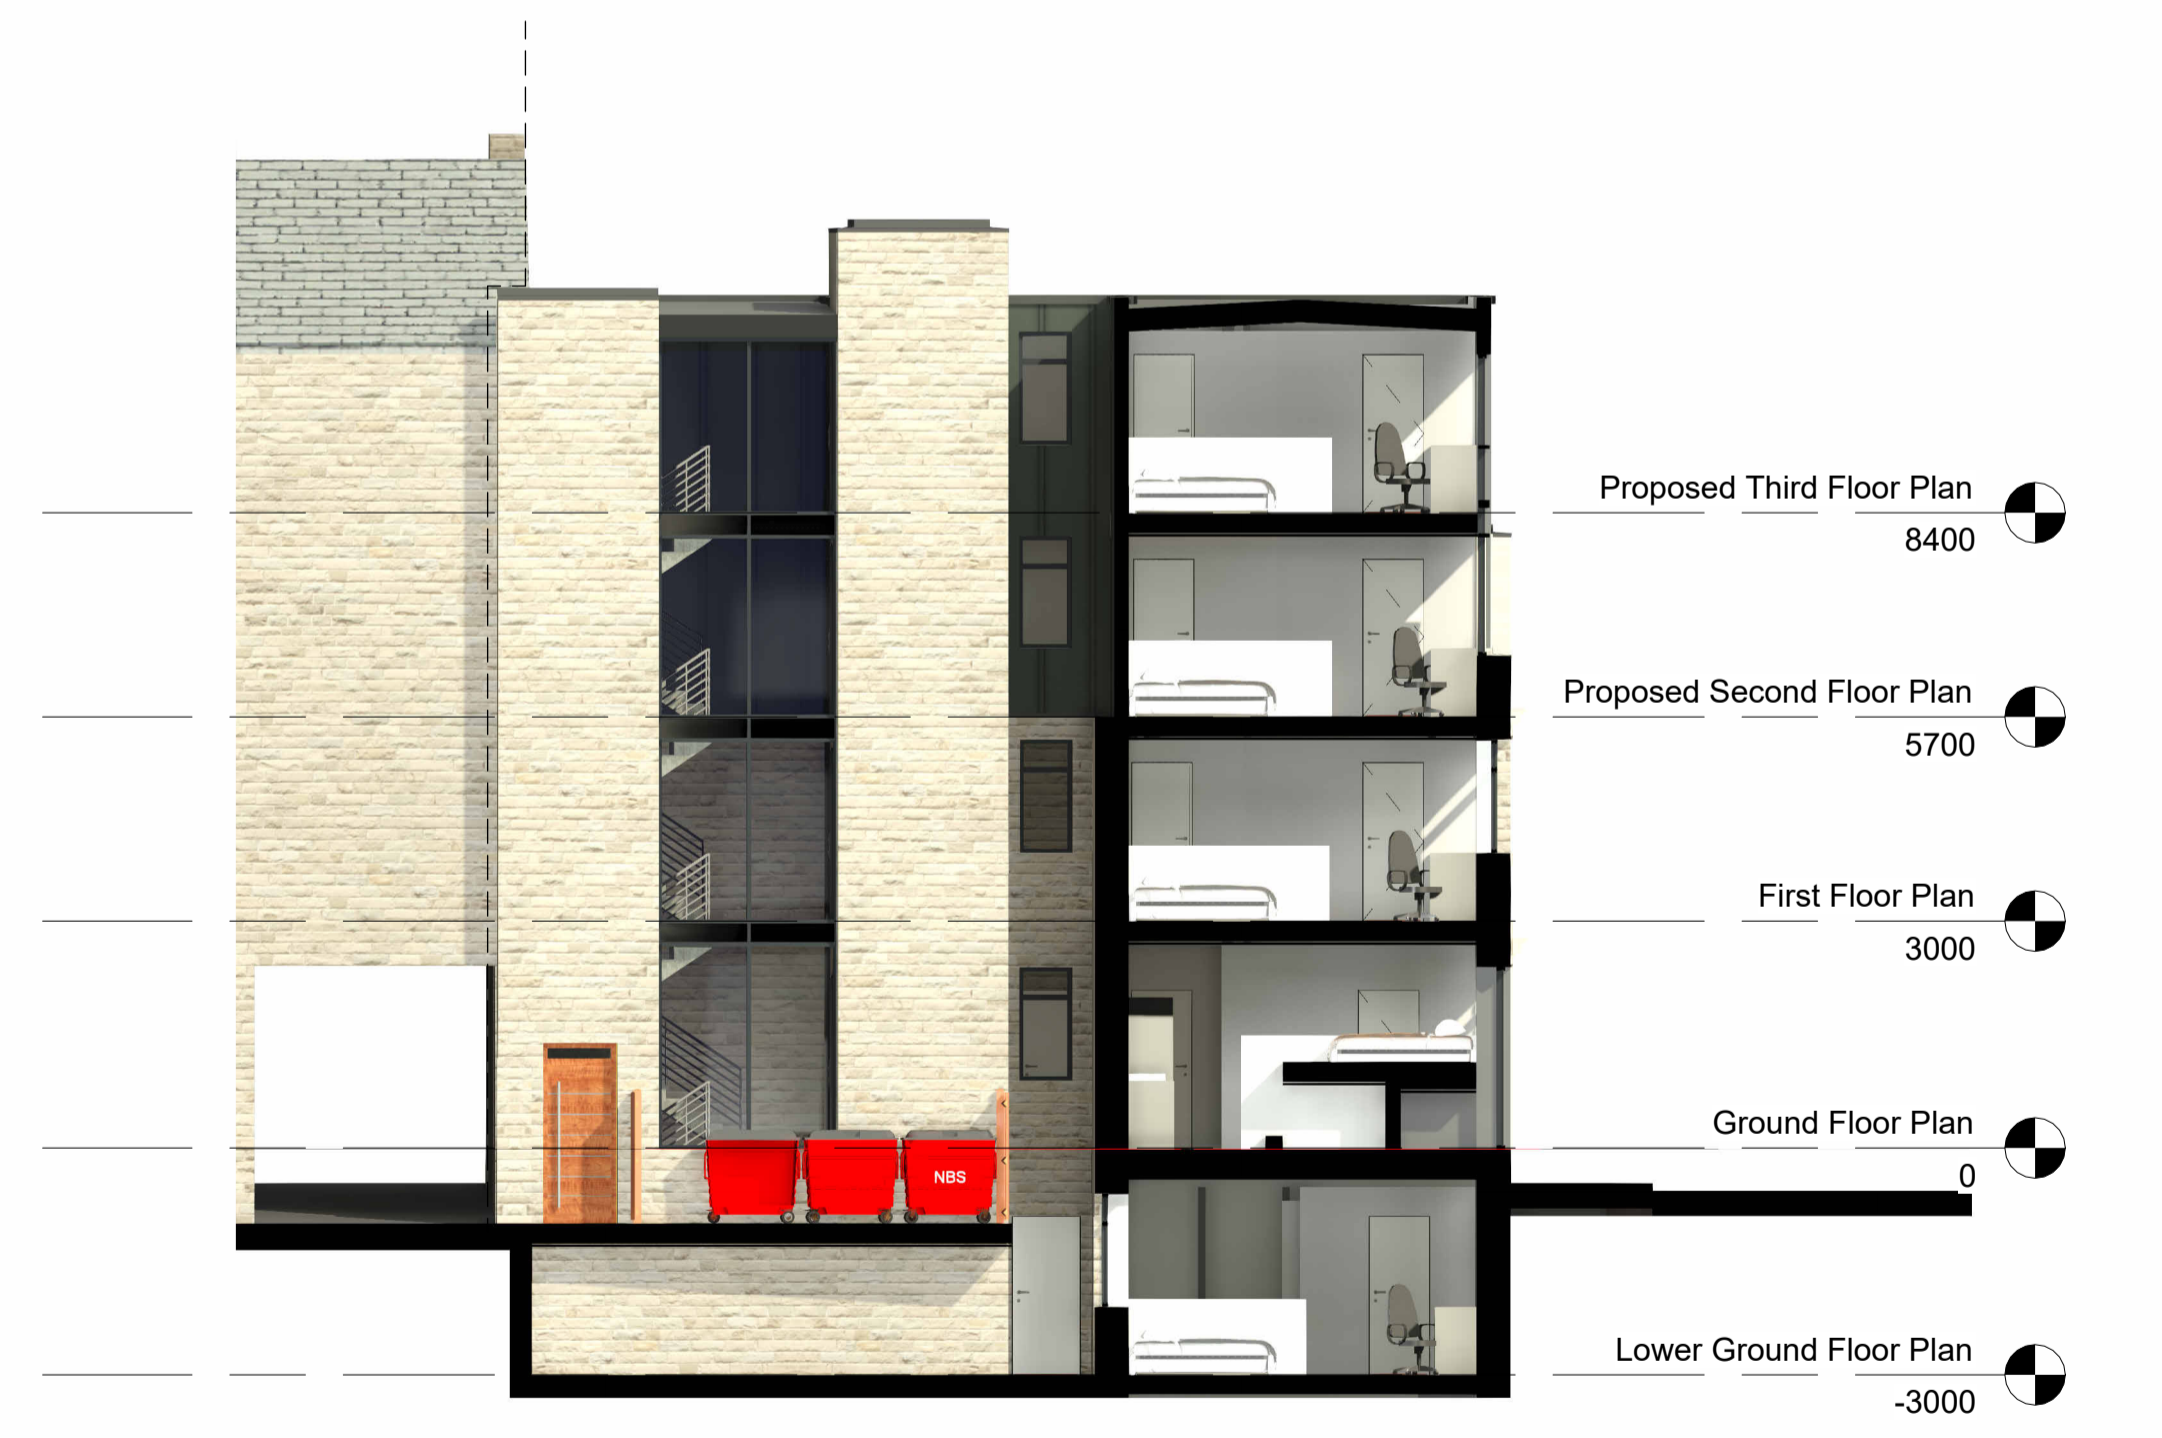 Proposed Third Floor Plan
8400
Proposed Second Floor Plan
5700
First Floor Plan
3000
Ground Floor Plan
0
NBS
Lower Ground Floor Plan
-3000